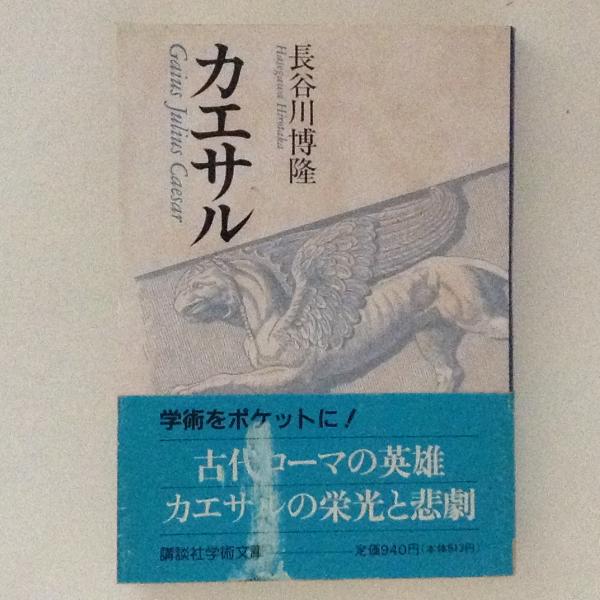 長谷川博隆
Hasegawa Hirotaka
カエサル
Gaius Julius Caesar
学術をポケットに!
古代ローマの英雄
カエサルの栄光と悲劇
講談社学術文庫
定価940円(本体913円)